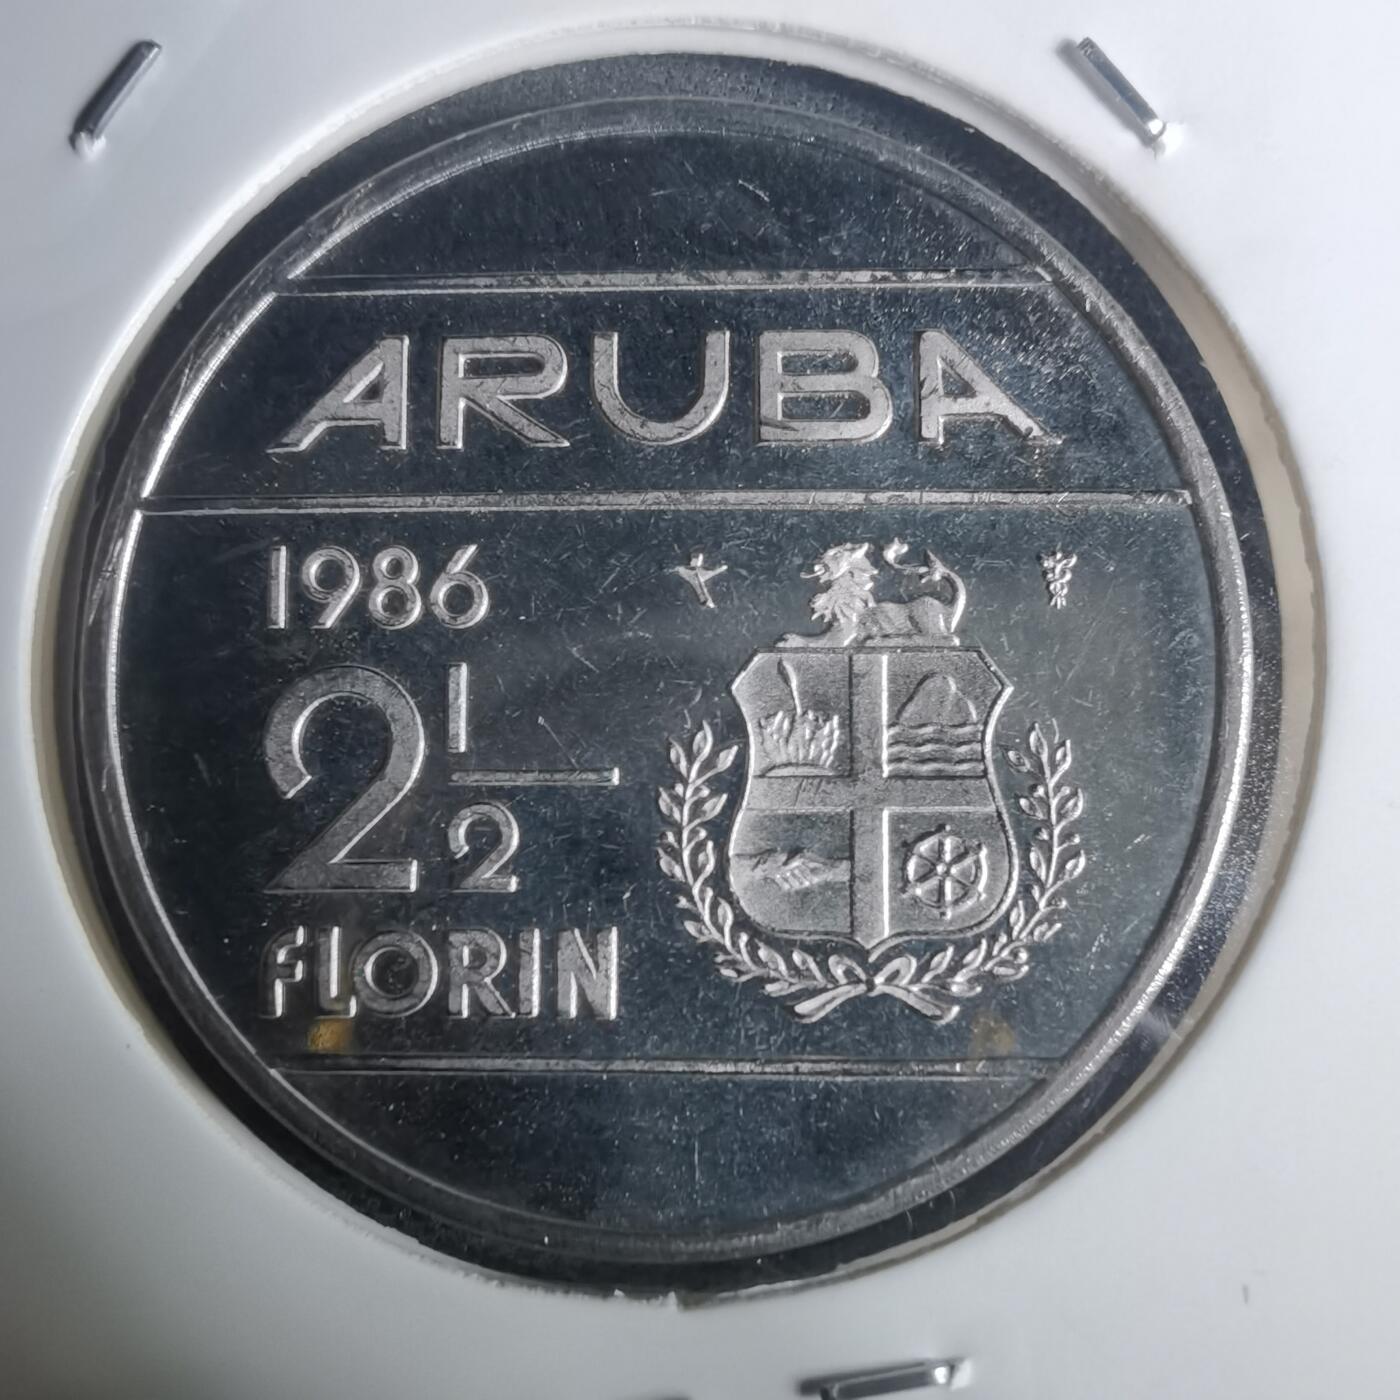 ARUBA
1986
2 1/2
FLORIN